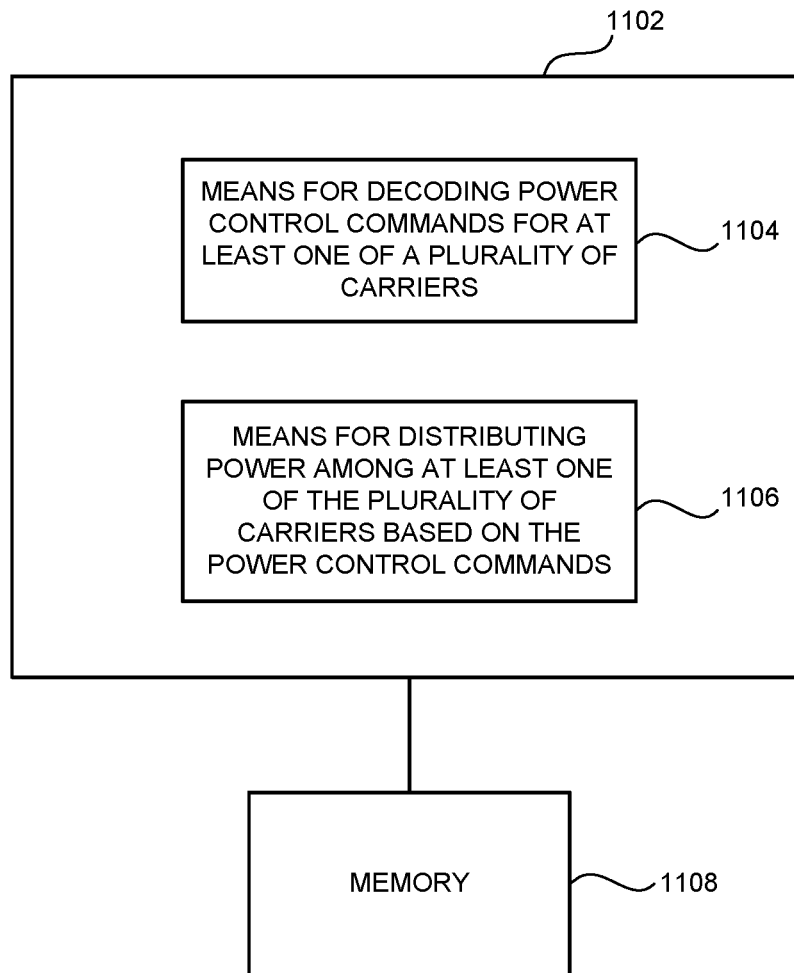 1102
MEANS FOR DECODING POWER
CONTROL COMMANDS FOR AT
LEAST ONE OF A PLURALITY OF
CARRIERS
1104
MEANS FOR DISTRIBUTING
POWER AMONG AT LEAST ONE
OF THE PLURALITY OF
CARRIERS BASED ON THE
POWER CONTROL COMMANDS
1106
MEMORY
1108